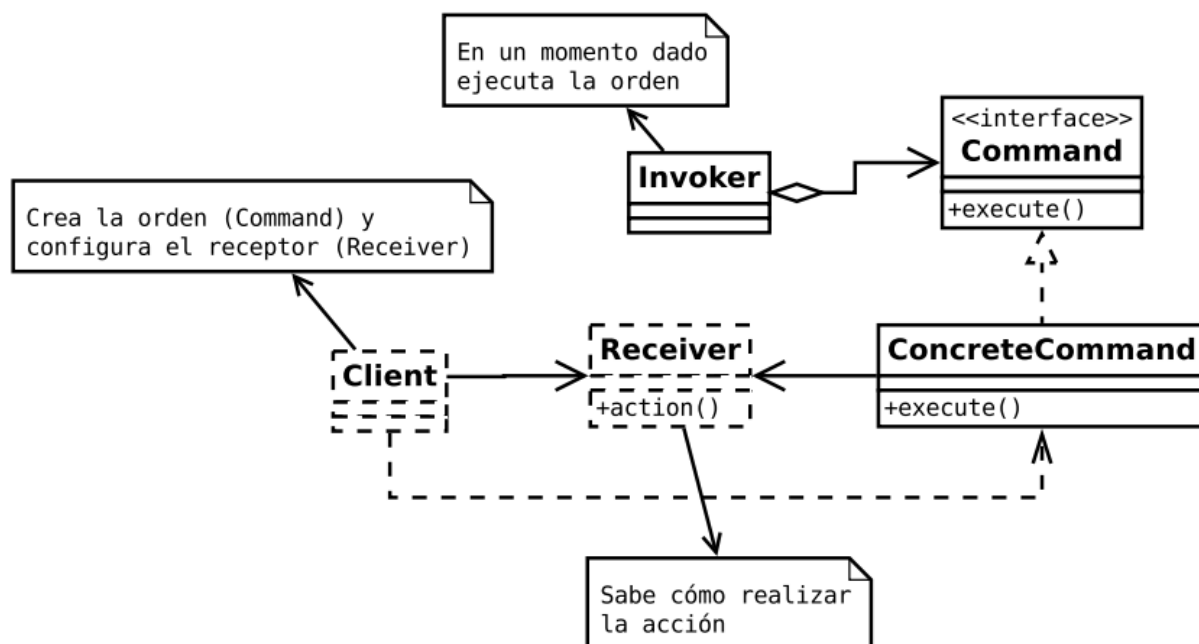 En un momento dado
ejecuta la orden
<<interface>>
Command
+execute()
Invoker
Crea la orden (Command) y
configura el receptor (Receiver)
Client
Receiver
+action()
ConcreteCommand
+execute()
Sabe cómo realizar
la acción